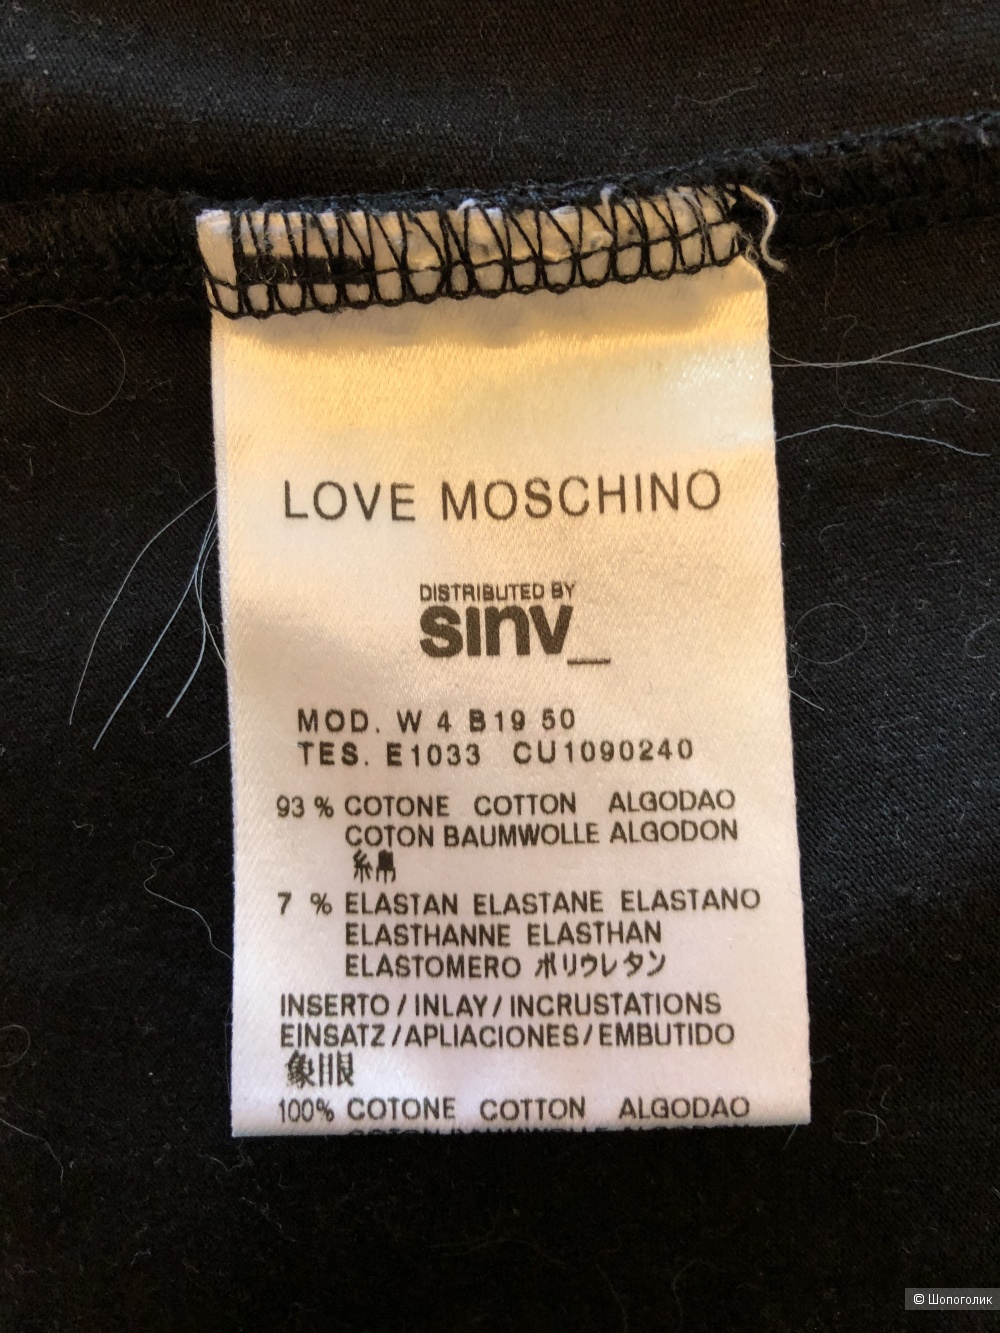 LOVE MOSCHINO
DISTRIBUTED BY
sinv_
MOD. W 4 B19 50
TES. E1033 CU1090240
93 % COTONE COTTON ALGODAO
COTON BAUMWOLLE ALGODON
7 % ELASTAN ELASTANE ELASTANO
ELASTHANNE ELASTHAN
ELASTOMERO ポリウレタン
INSERTO / INLAY / INCRUSTATIONS
EINSATZ / APLIACIONES / EMBUTIDO
象眼
100% COTONE COTTON ALGODAO
© Шопоголик